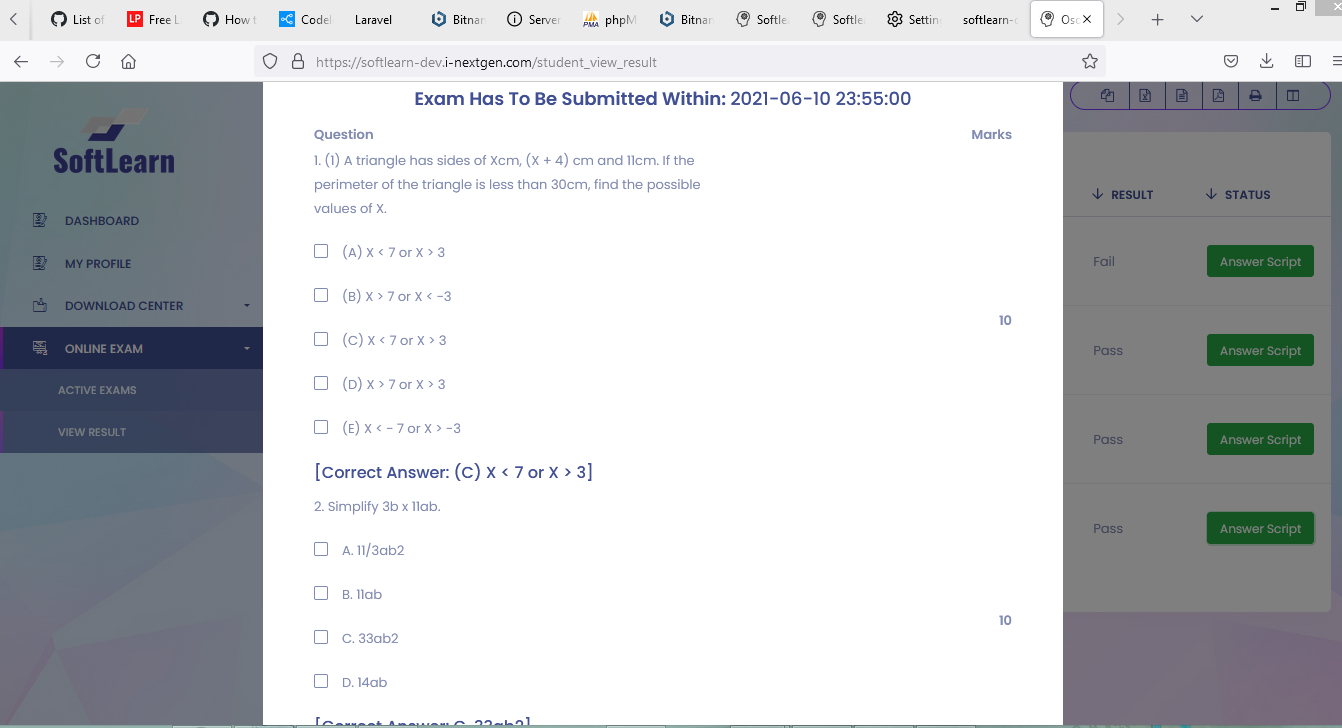 List of
Free L
How t
Codel
Laravel
Bitnan
Server
phpM
Bitnan
Softle
Softle
Settin
softlearn-d
Osc
https://softlearn-dev.i-nextgen.com/student_view_result
SoftLearn
DASHBOARD
MY PROFILE
DOWNLOAD CENTER
ONLINE EXAM
ACTIVE EXAMS
VIEW RESULT
Exam Has To Be Submitted Within: 2021-06-10 23:55:00
Question Marks
1. (1) A triangle has sides of Xcm, (X + 4) cm and 11cm. If the
perimeter of the triangle is less than 30cm, find the possible
values of X.
(A) X < 7 or X > 3
(B) X > 7 or X < -3
(C) X < 7 or X > 3
(D) X > 7 or X > 3
(E) X < - 7 or X > -3
10
[Correct Answer: (C) X < 7 or X > 3]
2. Simplify 3b x 11ab.
A. 11/3ab2
B. 11ab
C. 33ab2
D. 14ab
10
[Correct Answer: C. 33ab2]
RESULT STATUS
Fail Answer Script
Pass Answer Script
Pass Answer Script
Pass Answer Script